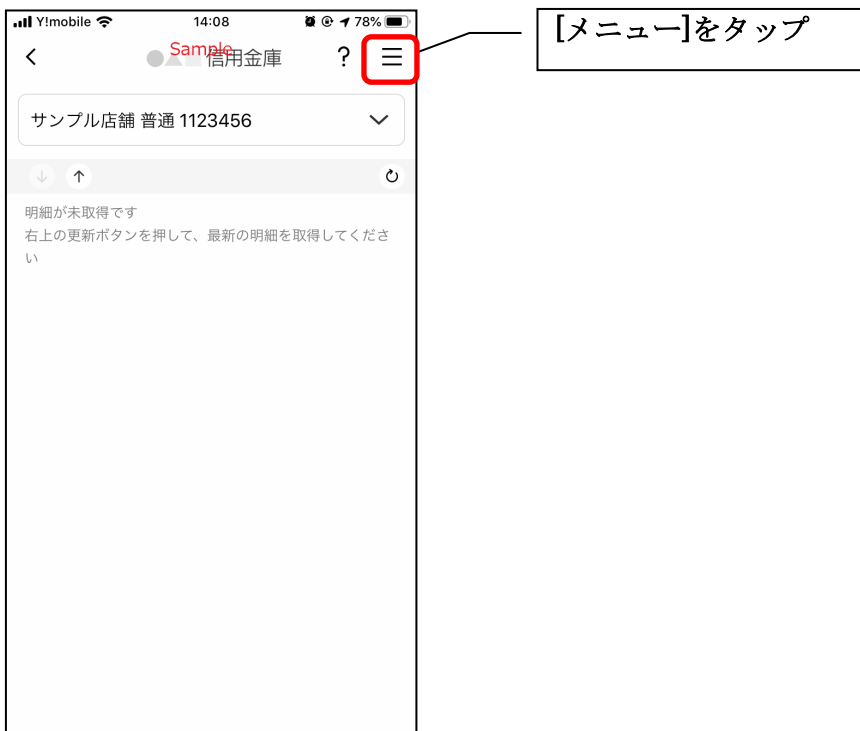 Y!mobile 14:08 78%
[メニュー]をタップ
Sample
信用金庫 ?
サンプル店舗 普通 1123456
明細が未取得です
右上の更新ボタンを押して、最新の明細を取得してくださ
い